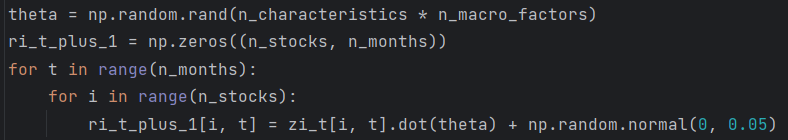 theta = np.random.rand(n_characteristics * n_macro_factors)
ri_t_plus_1 = np.zeros((n_stocks, n_months))
for t in range(n_months):
    for i in range(n_stocks):
        ri_t_plus_1[i, t] = zi_t[i, t].dot(theta) + np.random.normal(0, 0.05)